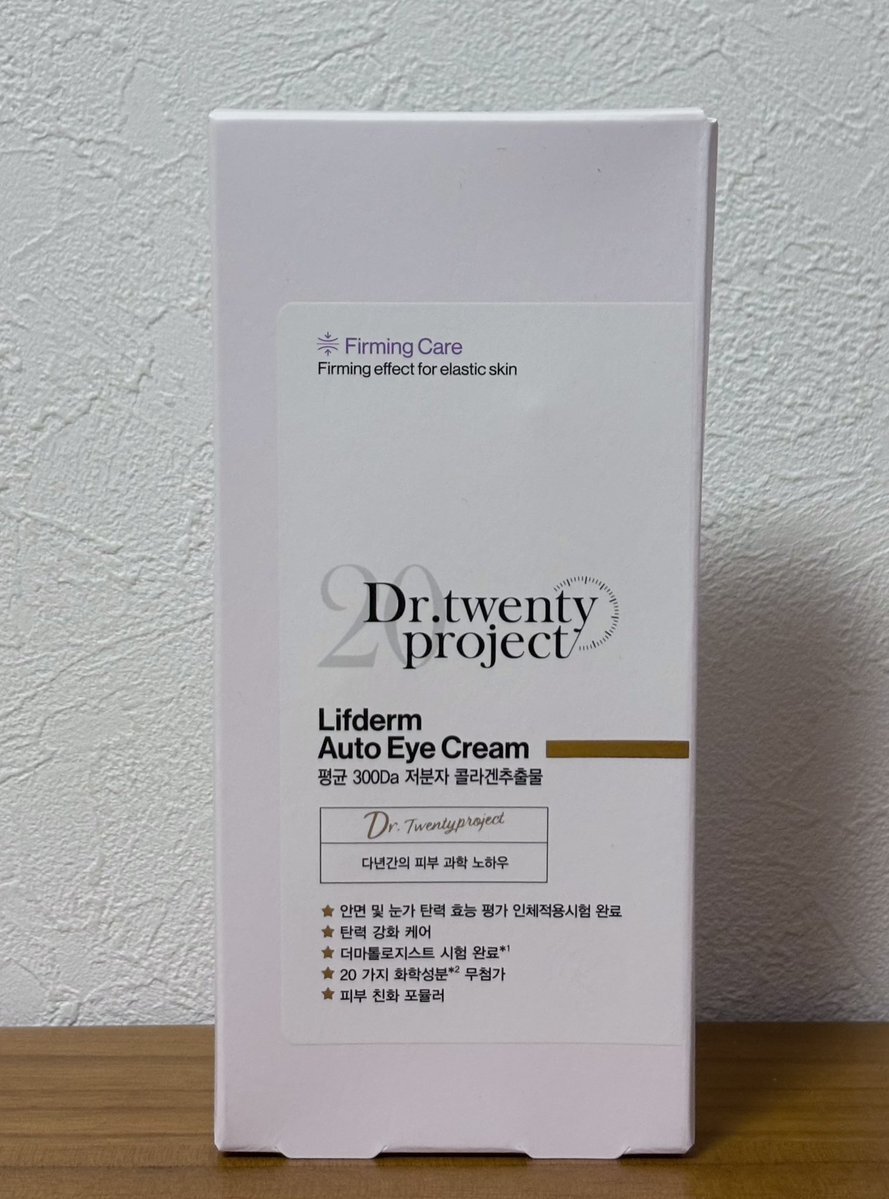 Firming Care
Firming effect for elastic skin
20
Dr.twenty
project
Lifderm
Auto Eye Cream
평균 300Da 저분자 콜라겐추출물
Dr. Twentyproject
다년간의 피부 과학 노하우
★ 안면 및 눈가 탄력 효능 평가 인체적용시험 완료
★ 탄력 강화 케어
★ 더마톨로지스트 시험 완료*1
★ 20 가지 화학성분*2 무첨가
★ 피부 친화 포뮬러